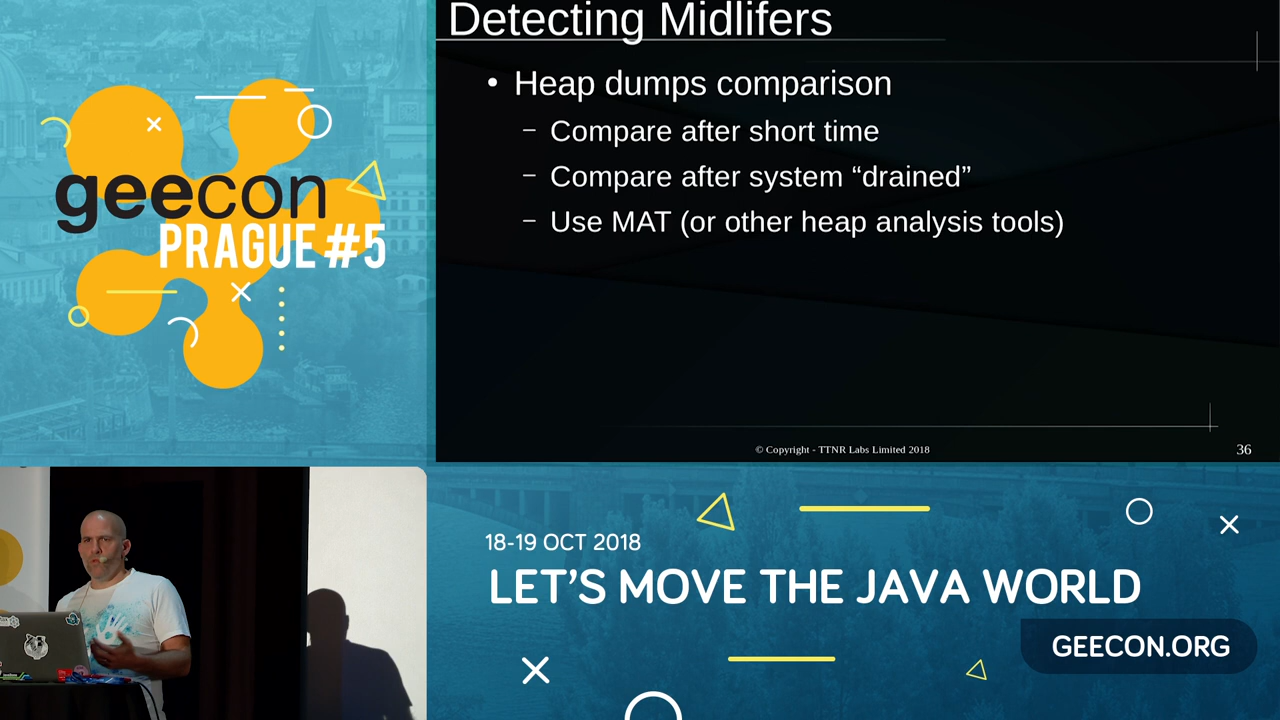 geecon
PRAGUE #5
Detecting Midlifers
• Heap dumps comparison
– Compare after short time
– Compare after system “drained”
– Use MAT (or other heap analysis tools)
© Copyright - TTNR Labs Limited 2018
36
18-19 OCT 2018
LET'S MOVE THE JAVA WORLD
GEECON.ORG